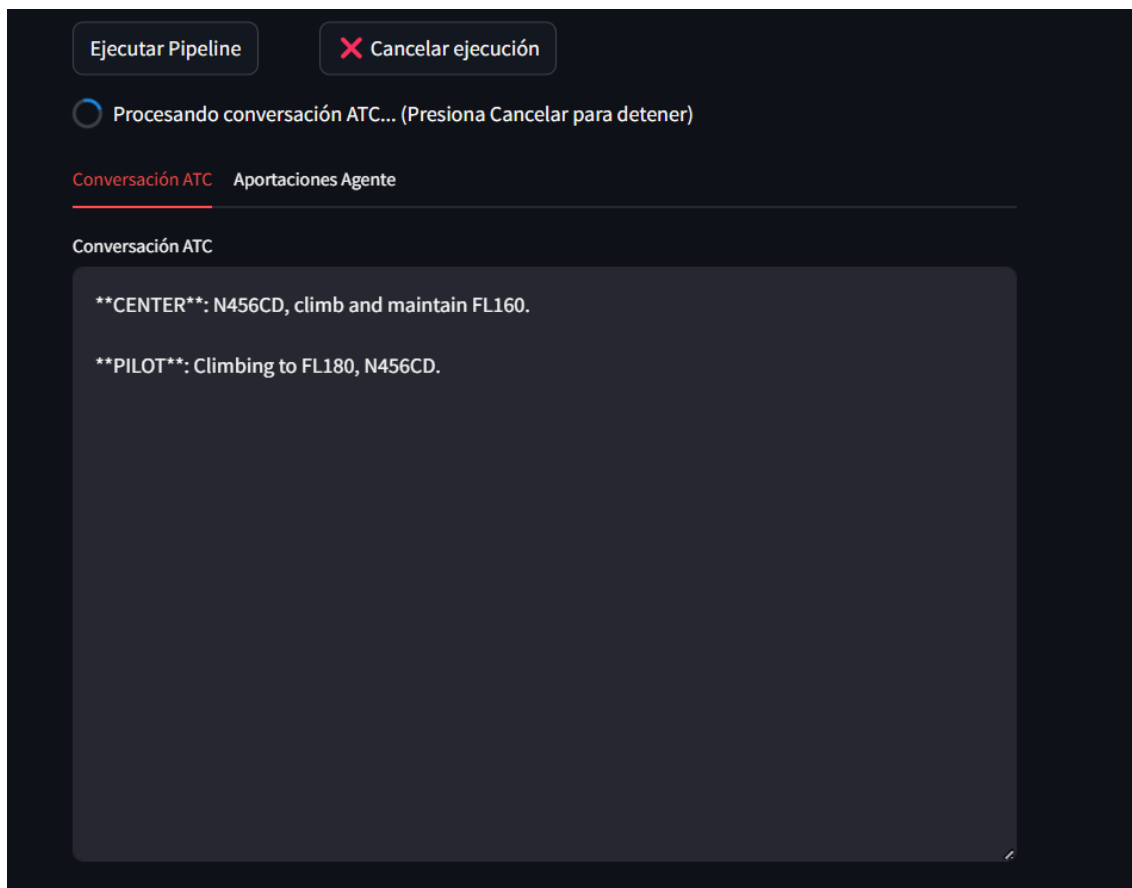 Ejecutar Pipeline
❌ Cancelar ejecución
Procesando conversación ATC... (Presiona Cancelar para detener)
Conversación ATC
Aportaciones Agente
Conversación ATC
**CENTER**: N456CD, climb and maintain FL160.
**PILOT**: Climbing to FL180, N456CD.